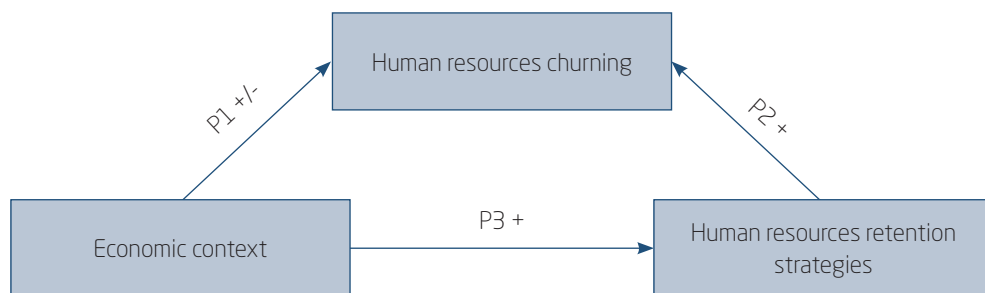 Human resources churning
P1 +/-
P2 +
P3 +
Economic context
Human resources retention
strategies